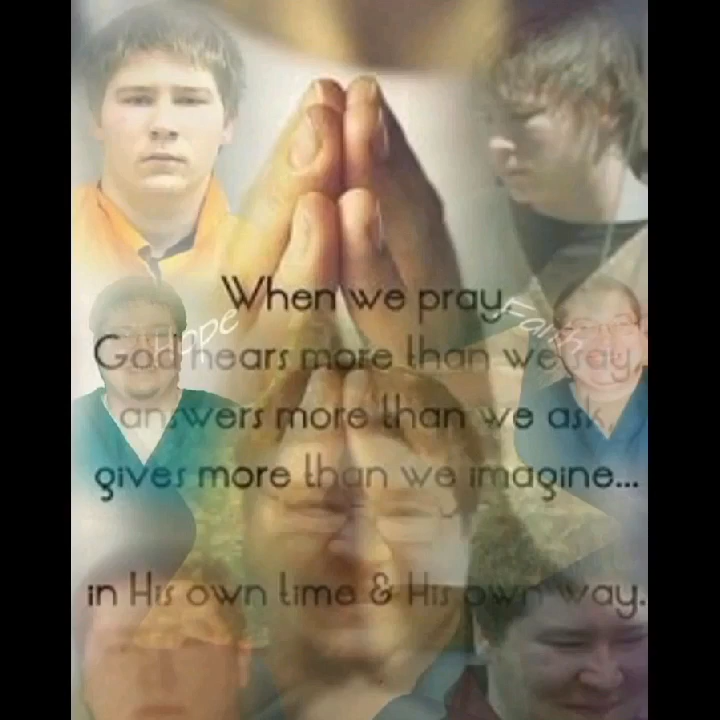 When we pray,
Hope
Faith
God hears more than we say,
answers more than we ask,
gives more than we imagine...
in His own time & His own way.